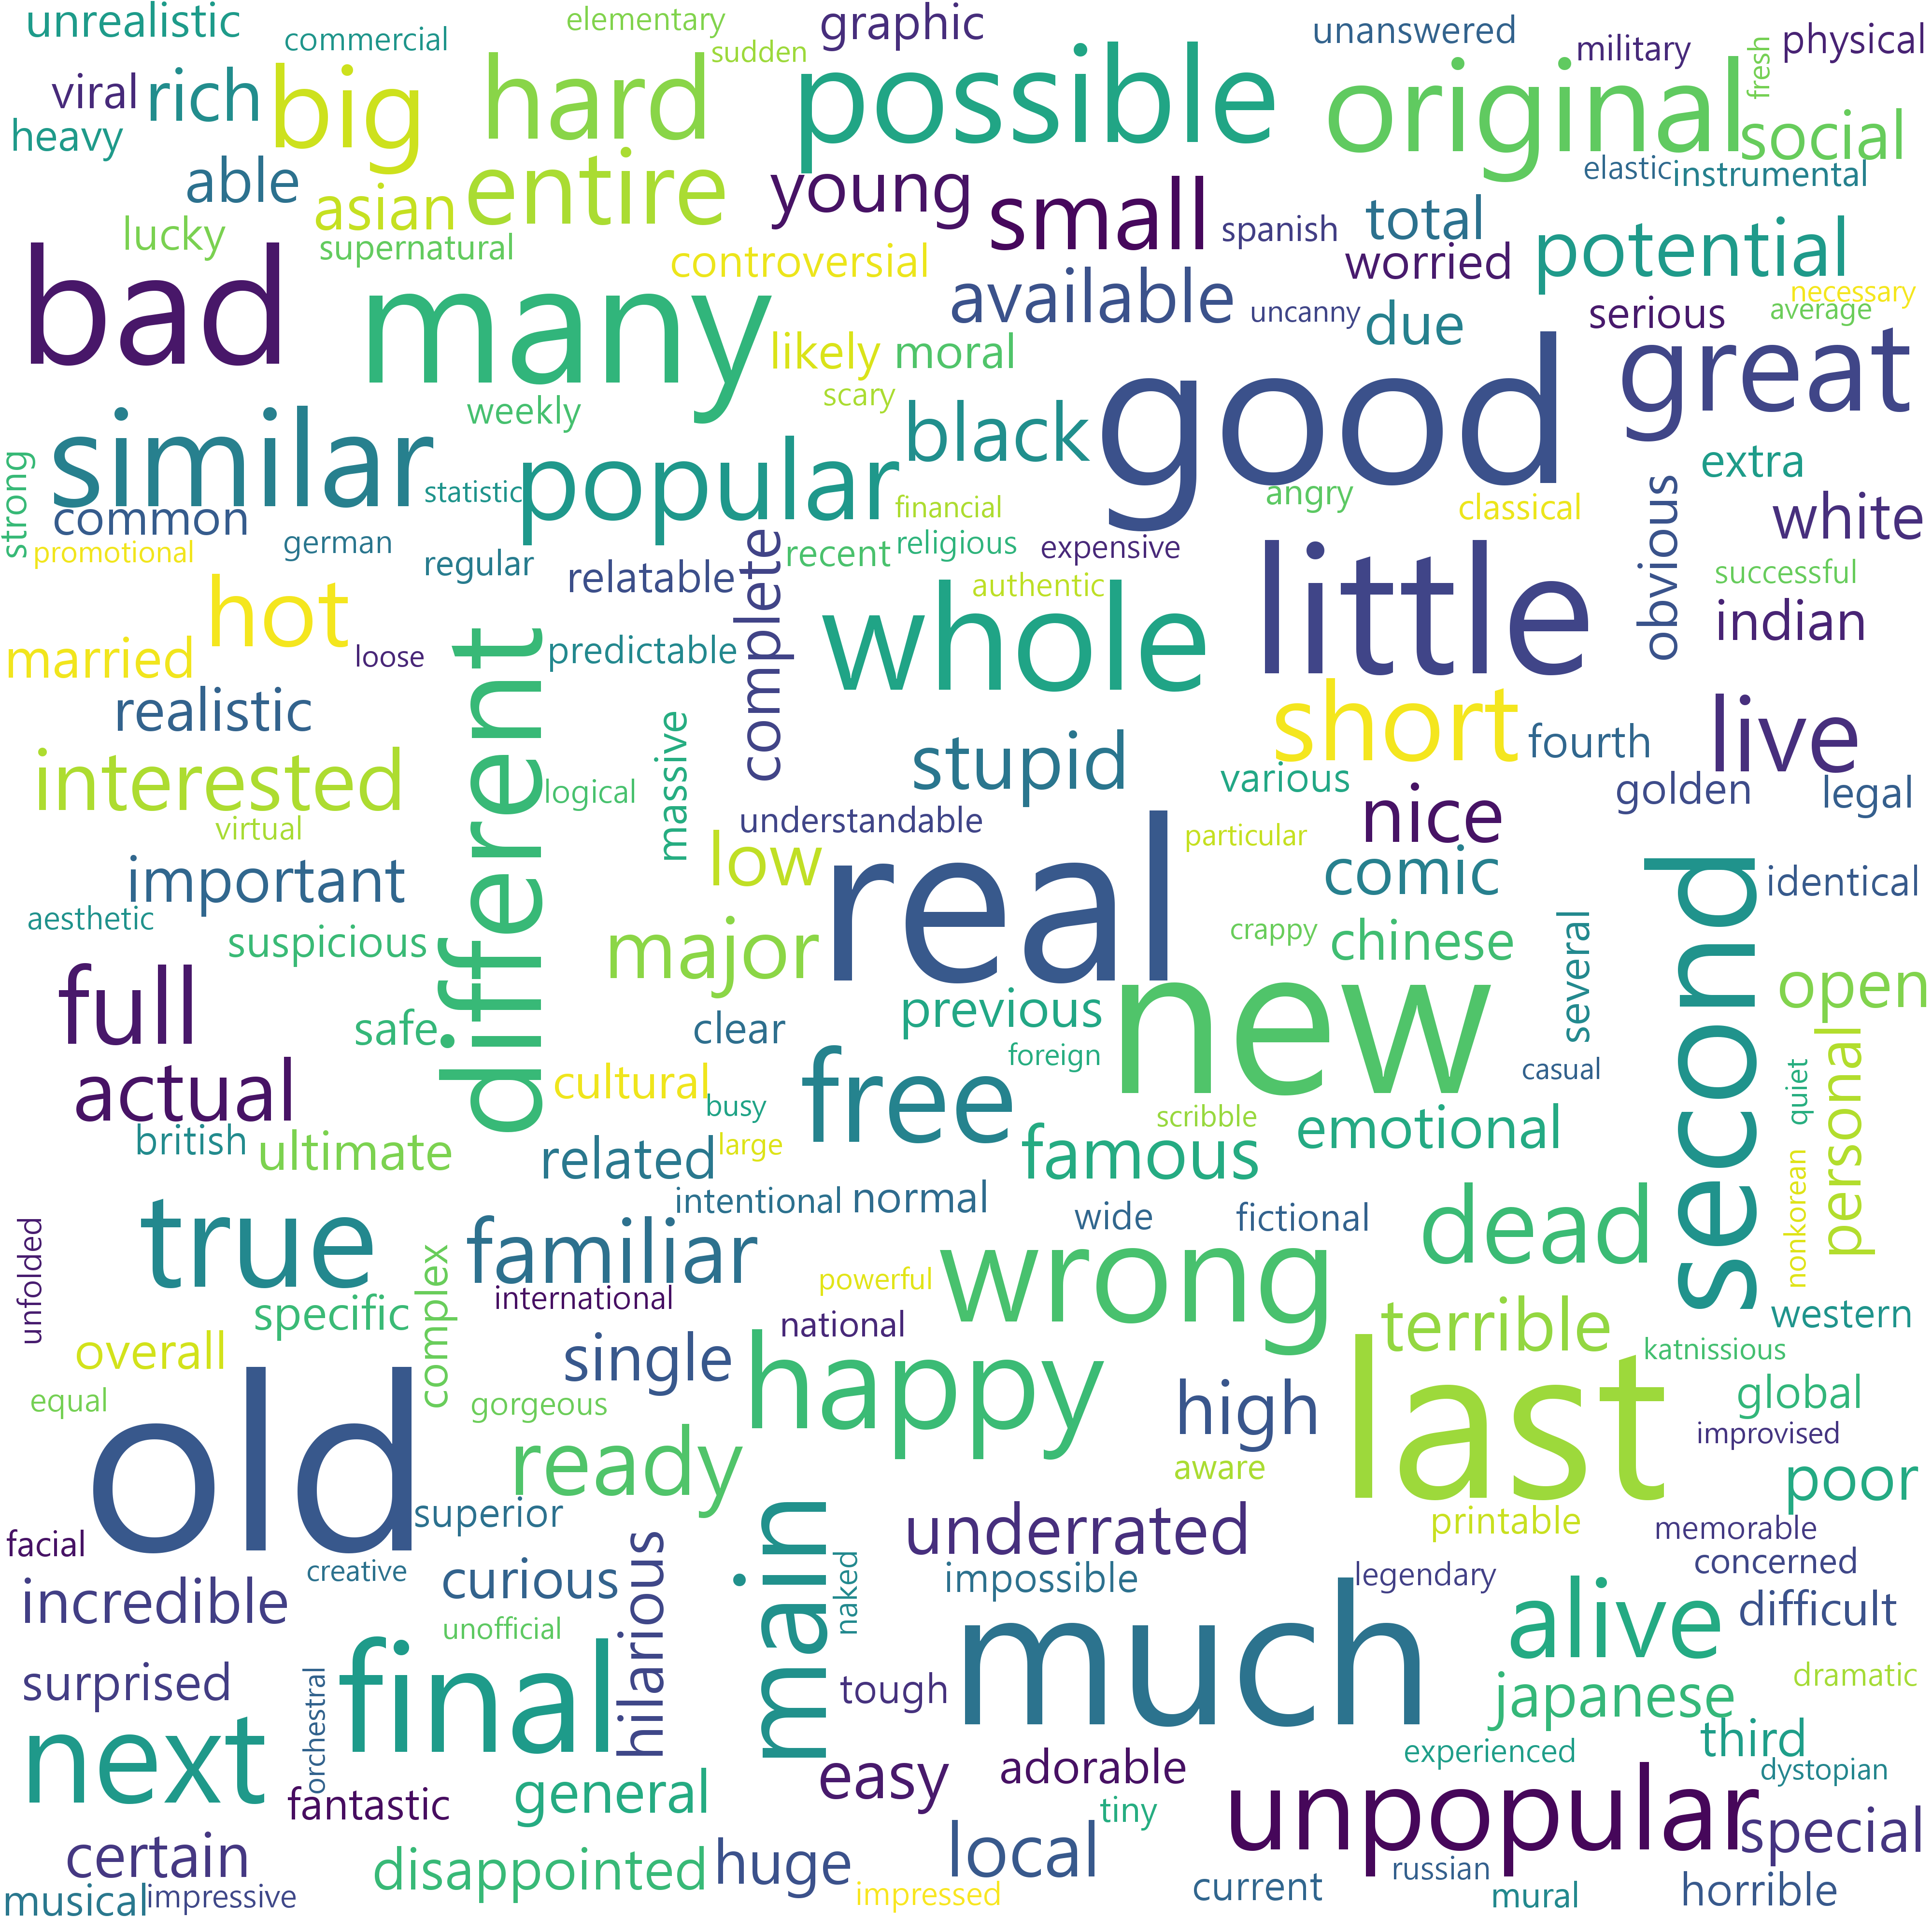 unrealistic
commercial
elementary
sudden
graphic
unanswered
military
physical
viral
rich
big
hard
possible
original
fresh
social
heavy
able
asian
entire
young
small
spanish
total
elastic
instrumental
lucky
supernatural
controversial
available
worried
potential
bad
many
likely
moral
uncanny
due
serious
necessary
average
weekly
scary
good
great
similar
popular
black
strong
common
statistic
financial
angry
classical
obvious
extra
white
promotional
german
regular
relatable
complete
recent
religious
expensive
authentic
successful
indian
hot
married
loose
different
predictable
whole
little
realistic
massive
stupid
short
fourth
live
interested
logical
various
golden
legal
virtual
understandable
nice
particular
important
low
real
comic
second
identical
aesthetic
suspicious
major
crappy
chinese
several
open
full
safe
clear
previous
new
foreign
casual
quiet
personal
actual
cultural
busy
free
scribble
british
ultimate
related
large
famous
emotional
intentional
normal
wide
fictional
dead
nonkorean
unfolded
true
complex
familiar
international
powerful
wrong
western
specific
national
terrible
katnissious
overall
single
happy
last
global
equal
old
gorgeous
high
improvised
ready
aware
poor
superior
main
underrated
printable
memorable
facial
creative
curious
hilarious
naked
impossible
legendary
concerned
incredible
unofficial
much
alive
difficult
surprised
orchestral
final
tough
japanese
dramatic
next
easy
adorable
experienced
third
dystopian
fantastic
general
tiny
unpopular
certain
disappointed
huge
local
special
musical
impressive
impressed
current
russian
mural
horrible